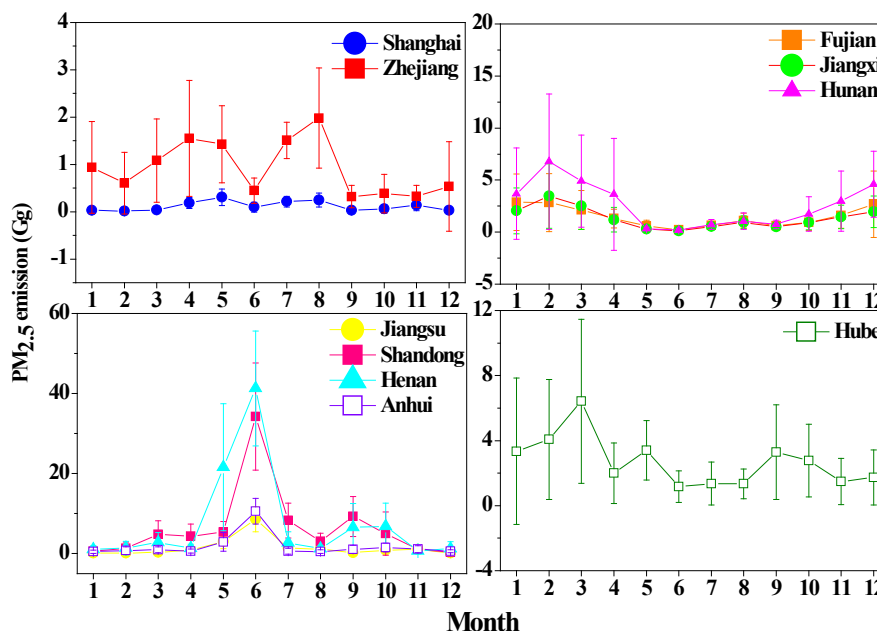 4
3
2
1
0
-1
Shanghai
Zhejiang
1 2 3 4 5 6 7 8 9 10 11 12
20
15
10
5
0
-5
Fujian
Jiangxi
Hunan
1 2 3 4 5 6 7 8 9 10 11 12
PM2.5 emission (Gg)
60
40
20
0
Jiangsu
Shandong
Henan
Anhui
1 2 3 4 5 6 7 8 9 10 11 12
12
8
4
0
-4
Hube
1 2 3 4 5 6 7 8 9 10 11 12
Month